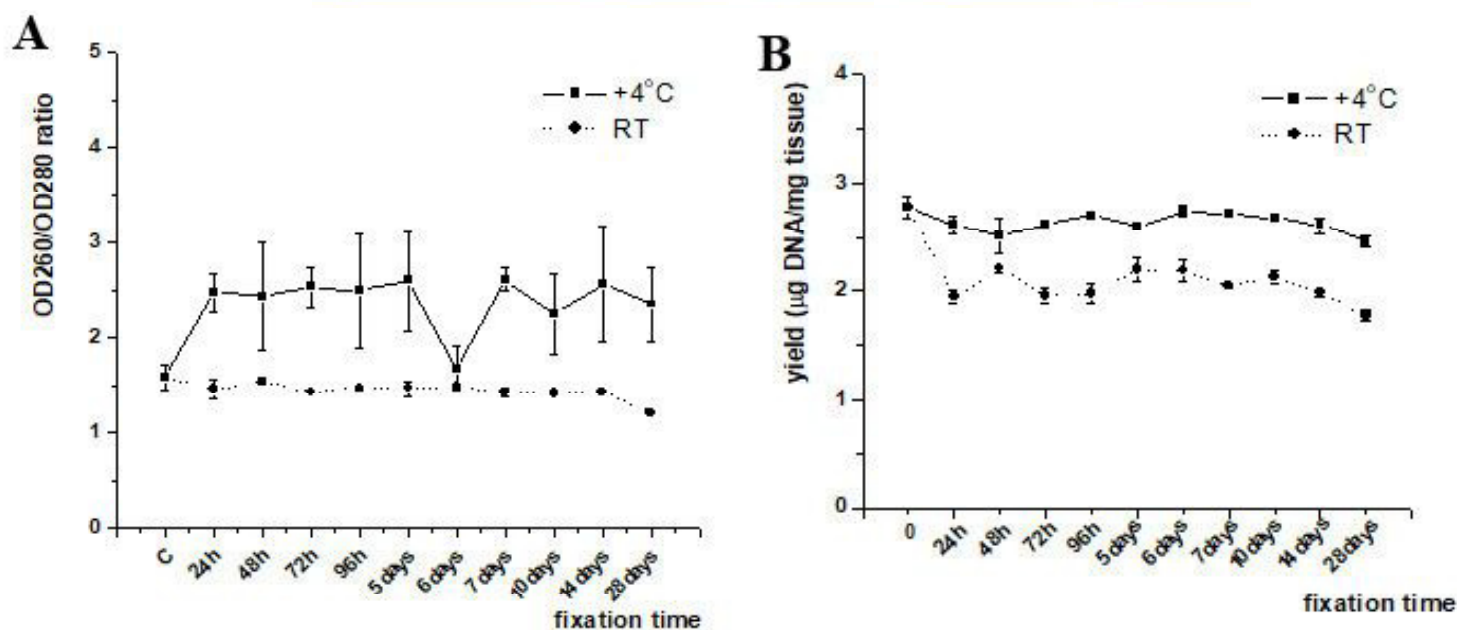 A
OD260/OD280 ratio
5
4
3
2
1
0
+4°C
RT
C
24h
48h
72h
96h
5 days
6 days
7 days
10 days
14 days
28 days
fixation time
B
yield (µg DNA/mg tissue)
4
3
2
1
0
+4°C
RT
0
24h
48h
72h
96h
5 days
6 days
7 days
10 days
14 days
28 days
fixation time